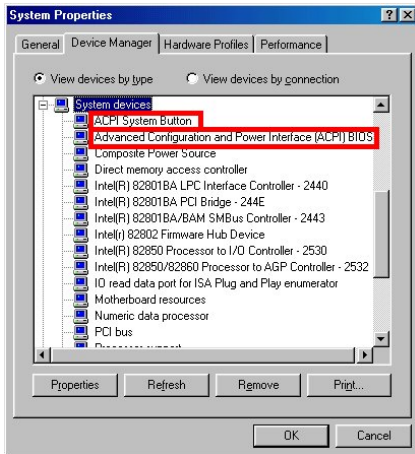 System Properties
General Device Manager Hardware Profiles Performance
View devices by type View devices by connection
System devices
ACPI System Button
Advanced Configuration and Power Interface (ACPI) BIOS
Composite Power Source
Direct memory access controller
Intel(R) 82801BA LPC Interface Controller - 2440
Intel(R) 82801BA PCI Bridge - 244E
Intel(R) 82801BA/BAM SMBus Controller - 2443
Intel(r) 82802 Firmware Hub Device
Intel(R) 82850 Processor to I/O Controller - 2530
Intel(R) 82850/82860 Processor to AGP Controller - 2532
IO read data port for ISA Plug and Play enumerator
Motherboard resources
Numeric data processor
PCI bus
Properties Refresh Remove Print...
OK Cancel